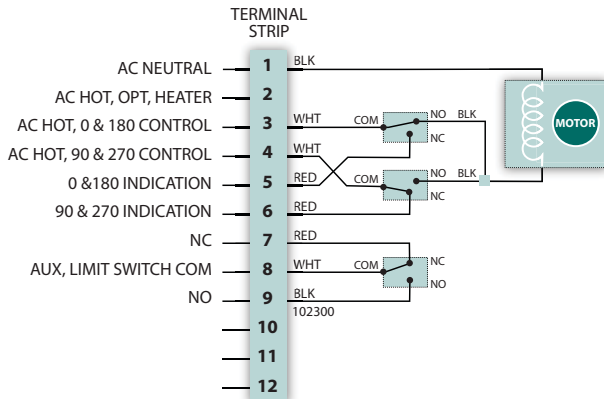 TERMINAL
STRIP
AC NEUTRAL 1 BLK
AC HOT, OPT, HEATER 2
AC HOT, 0 & 180 CONTROL 3 WHT COM NO BLK
NC
AC HOT, 90 & 270 CONTROL 4 WHT
0 &180 INDICATION 5 RED COM NO BLK
NC
90 & 270 INDICATION 6 RED
NC 7 RED
AUX, LIMIT SWITCH COM 8 WHT COM NC
NO
NO 9 BLK
102300
10
11
12
MOTOR